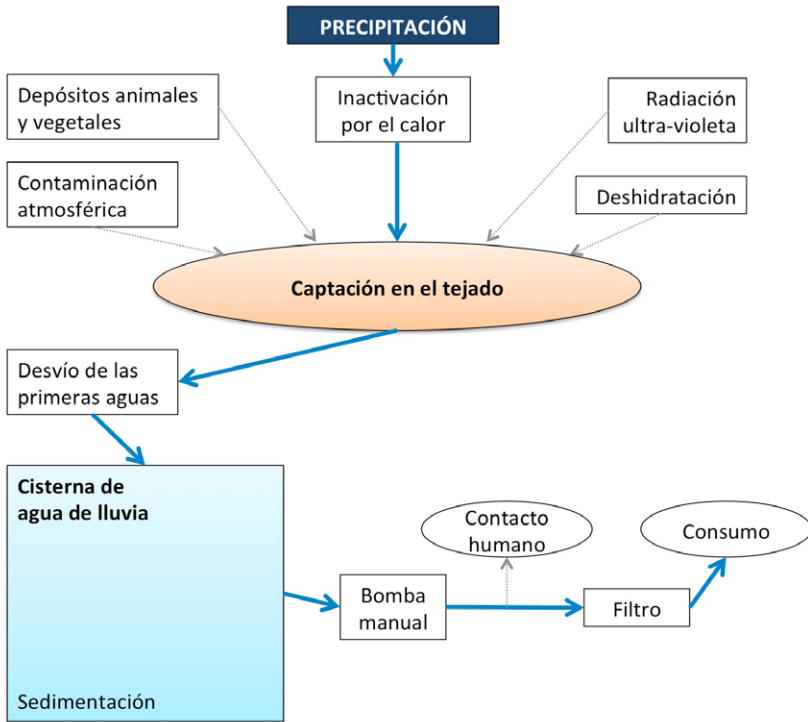 PRECIPITACIÓN
Depósitos animales
y vegetales
Inactivación
por el calor
Radiación
ultra-violeta
Contaminación
atmosférica
Deshidratación
Captación en el tejado
Desvío de las
primeras aguas
Cisterna de
agua de lluvia
Contacto
humano
Consumo
Bomba
manual
Filtro
Sedimentación